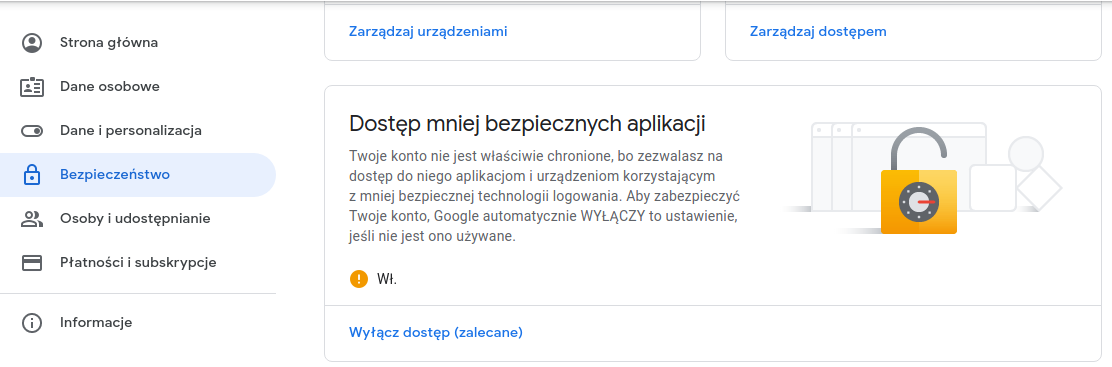 Strona główna
Dane osobowe
Dane i personalizacja
Bezpieczeństwo
Osoby i udostępnianie
Płatności i subskrypcje
Informacje
Zarządzaj urządzeniami
Zarządzaj dostępem
Dostęp mniej bezpiecznych aplikacji
Twoje konto nie jest właściwie chronione, bo zezwalasz na
dostęp do niego aplikacjom i urządzeniom korzystającym
z mniej bezpiecznej technologii logowania. Aby zabezpieczyć
Twoje konto, Google automatycznie WYŁĄCZY to ustawienie,
jeśli nie jest ono używane.
Wł.
Wyłącz dostęp (zalecane)